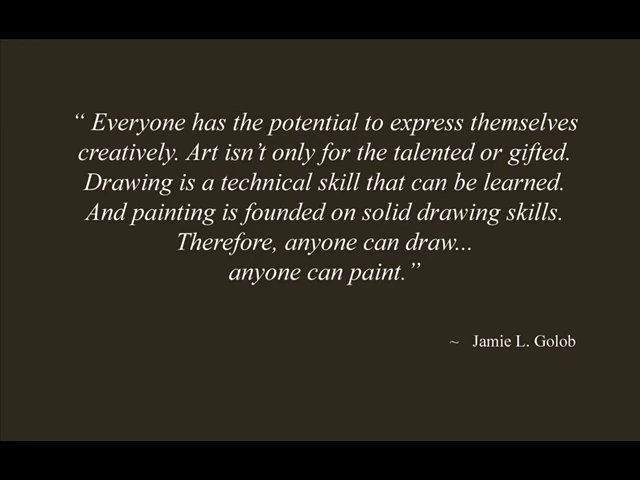 “ Everyone has the potential to express themselves
creatively. Art isn’t only for the talented or gifted.
Drawing is a technical skill that can be learned.
And painting is founded on solid drawing skills.
Therefore, anyone can draw...
anyone can paint.”
~ Jamie L. Golob